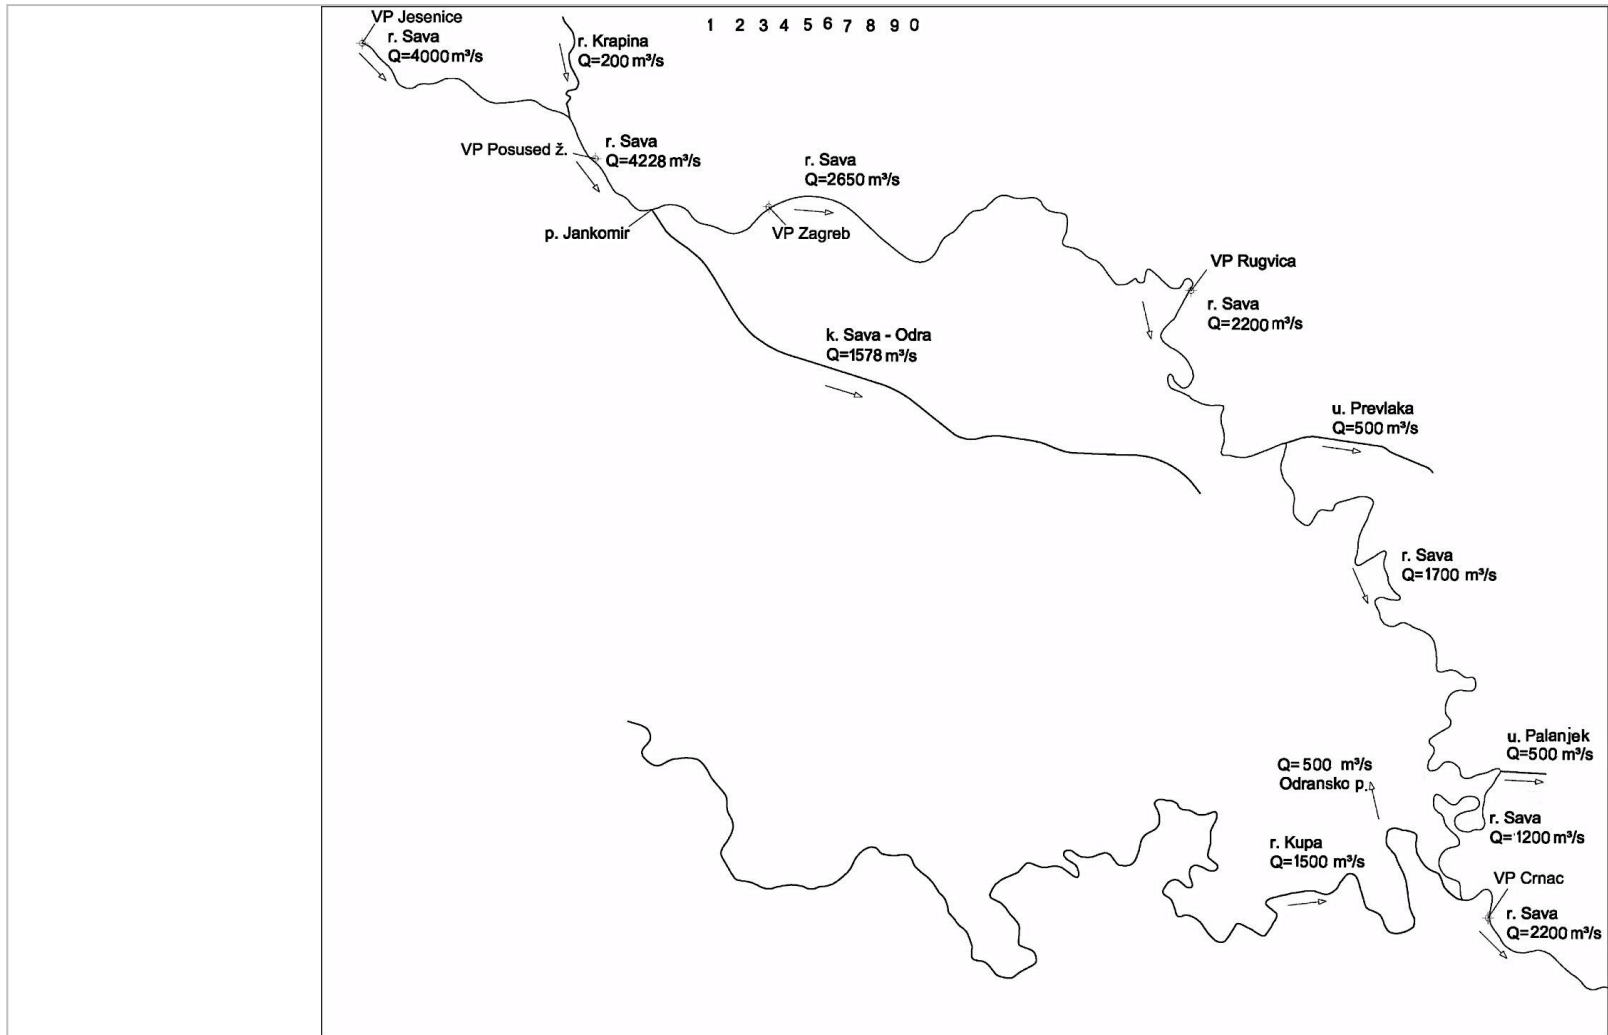 VP Jesenice
r. Sava
Q=4000 m³/s
r. Krapina
Q=200 m³/s
1 2 3 4 5 6 7 8 9 0
VP Posused ž.
r. Sava
Q=4228 m³/s
r. Sava
Q=2650 m³/s
p. Jankomir
VP Zagreb
VP Rugvica
r. Sava
Q=2200 m³/s
k. Sava - Odra
Q=1578 m³/s
u. Prevlaka
Q=500 m³/s
r. Sava
Q=1700 m³/s
u. Palanjek
Q=500 m³/s
Q=500 m³/s
Odransko p.
r. Sava
Q=1200 m³/s
r. Kupa
Q=1500 m³/s
VP Crnac
r. Sava
Q=2200 m³/s